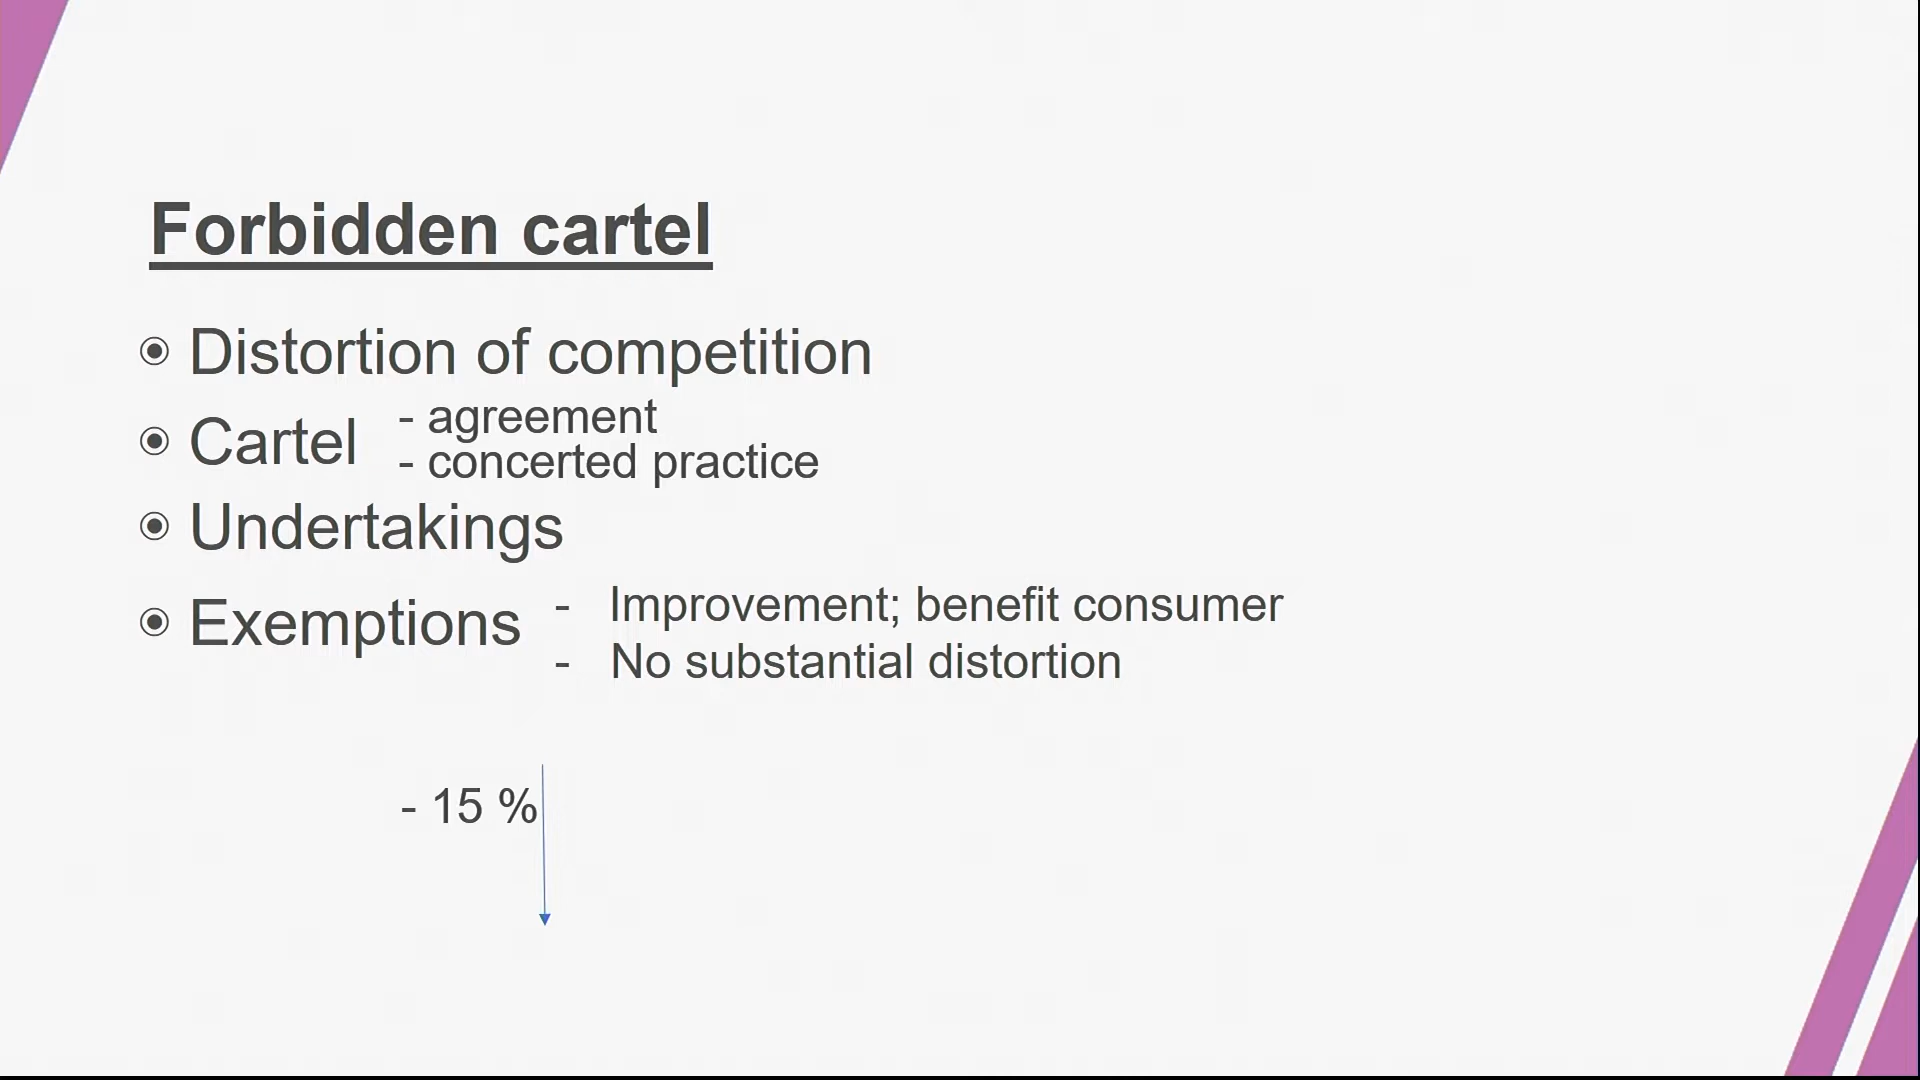 Forbidden cartel
Distortion of competition
Cartel
- agreement
- concerted practice
Undertakings
Exemptions
- Improvement; benefit consumer
- No substantial distortion
- 15 %